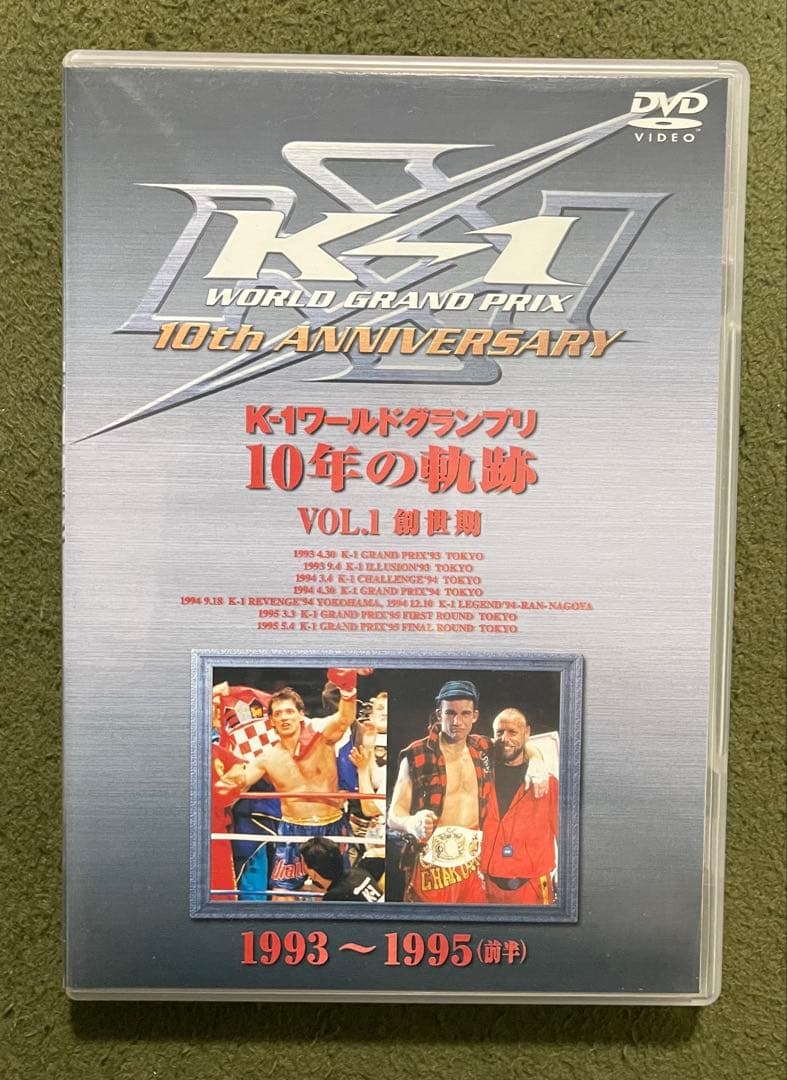 DVD
VIDEO
K-1
WORLD GRAND PRIX
10th ANNIVERSARY
K-1ワールドグランプリ
10年の軌跡
VOL.1 創世期
1993 4.30 K-1 GRAND PRIX'93 TOKYO
1993 9.4 K-1 ILLUSION'93 TOKYO
1994 3.4 K-1 CHALLENGE'94 TOKYO
1994 4.30 K-1 GRAND PRIX'94 TOKYO
1994 9.18 K-1 REVENGE'94 YOKOHAMA, 1994 12.10 K-1 LEGEND'94-RAN- NAGOYA
1995 3.3 K-1 GRAND PRIX'95 FIRST ROUND TOKYO
1995 5.4 K-1 GRAND PRIX'95 FINAL ROUND TOKYO
1993～1995(前半)